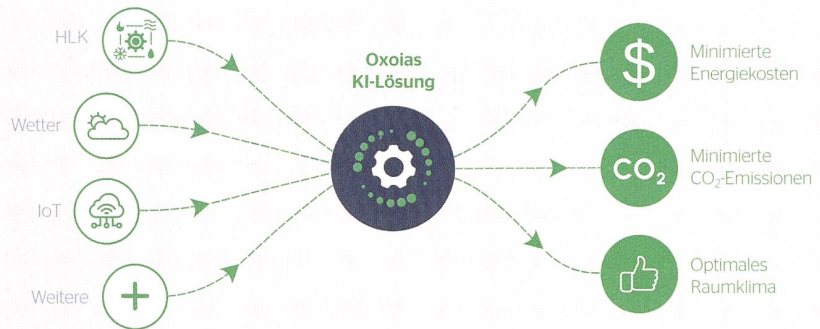 HLK
Wetter
IoT
Weitere
Oxoias
KI-Lösung
$
CO₂
Minimierte
Energiekosten
Minimierte
CO₂-Emissionen
Optimales
Raumklima